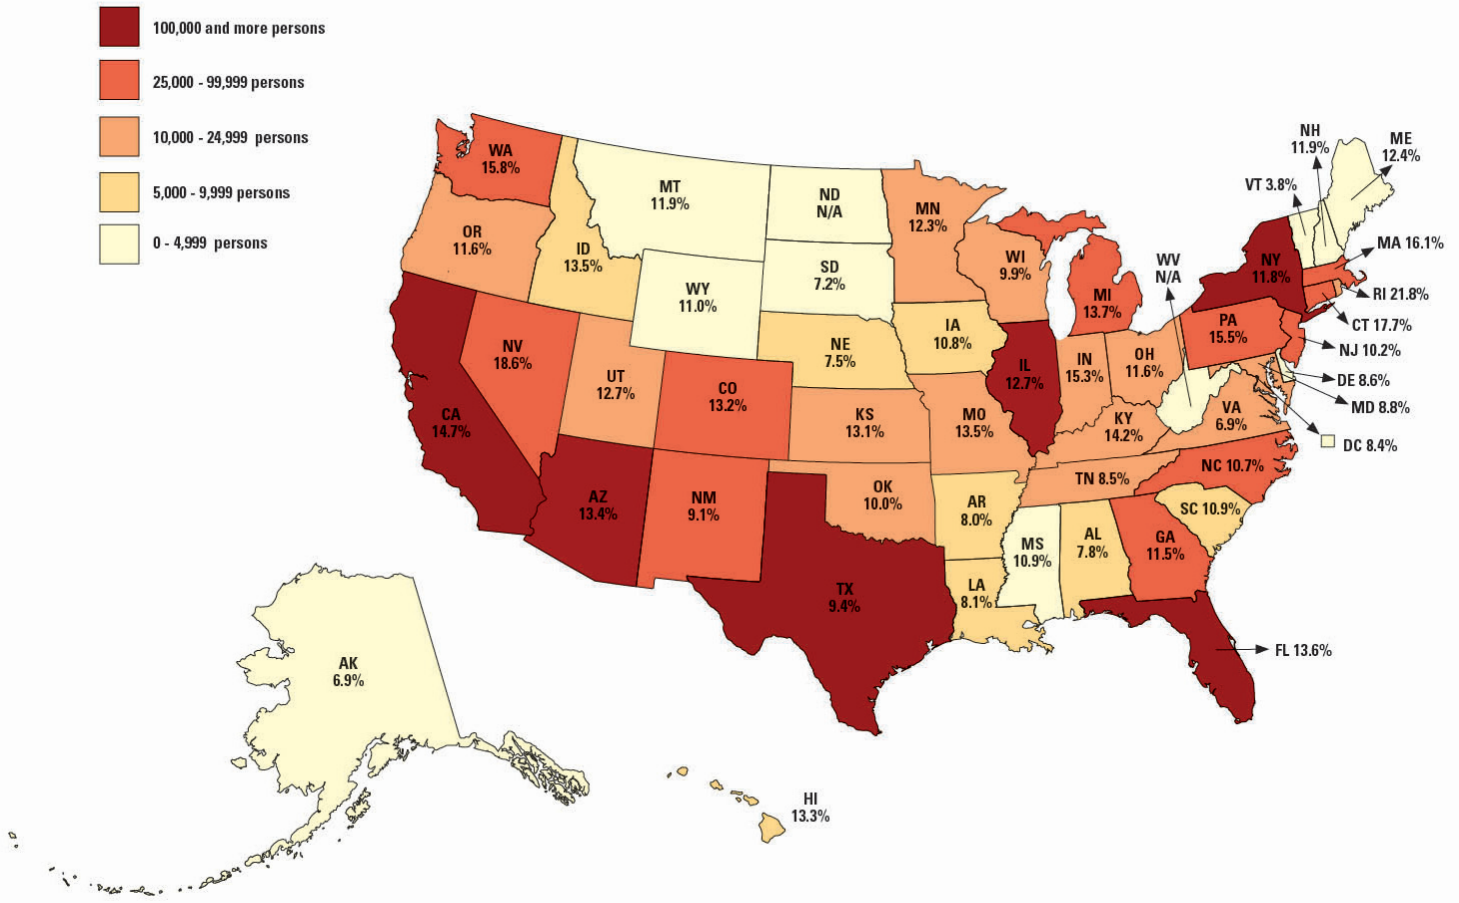 100,000 and more persons
25,000 - 99,999 persons
10,000 - 24,999 persons
5,000 - 9,999 persons
0 - 4,999 persons
WA
15.8%
OR
11.6%
ID
13.5%
MT
11.9%
ND
N/A
SD
7.2%
WY
11.0%
NE
7.5%
MN
12.3%
WI
9.9%
IA
10.8%
MI
13.7%
WV
N/A
NH
11.9%
ME
12.4%
VT 3.8%
NY
11.8%
MA 16.1%
RI 21.8%
CT 17.7%
PA
15.5%
NJ 10.2%
DE 8.6%
MD 8.8%
DC 8.4%
NV
18.6%
UT
12.7%
CO
13.2%
KS
13.1%
MO
13.5%
IL
12.7%
IN
15.3%
OH
11.6%
KY
14.2%
VA
6.9%
CA
14.7%
AZ
13.4%
NM
9.1%
OK
10.0%
AR
8.0%
TN 8.5%
NC 10.7%
SC 10.9%
MS
10.9%
AL
7.8%
GA
11.5%
TX
9.4%
LA
8.1%
FL 13.6%
AK
6.9%
HI
13.3%